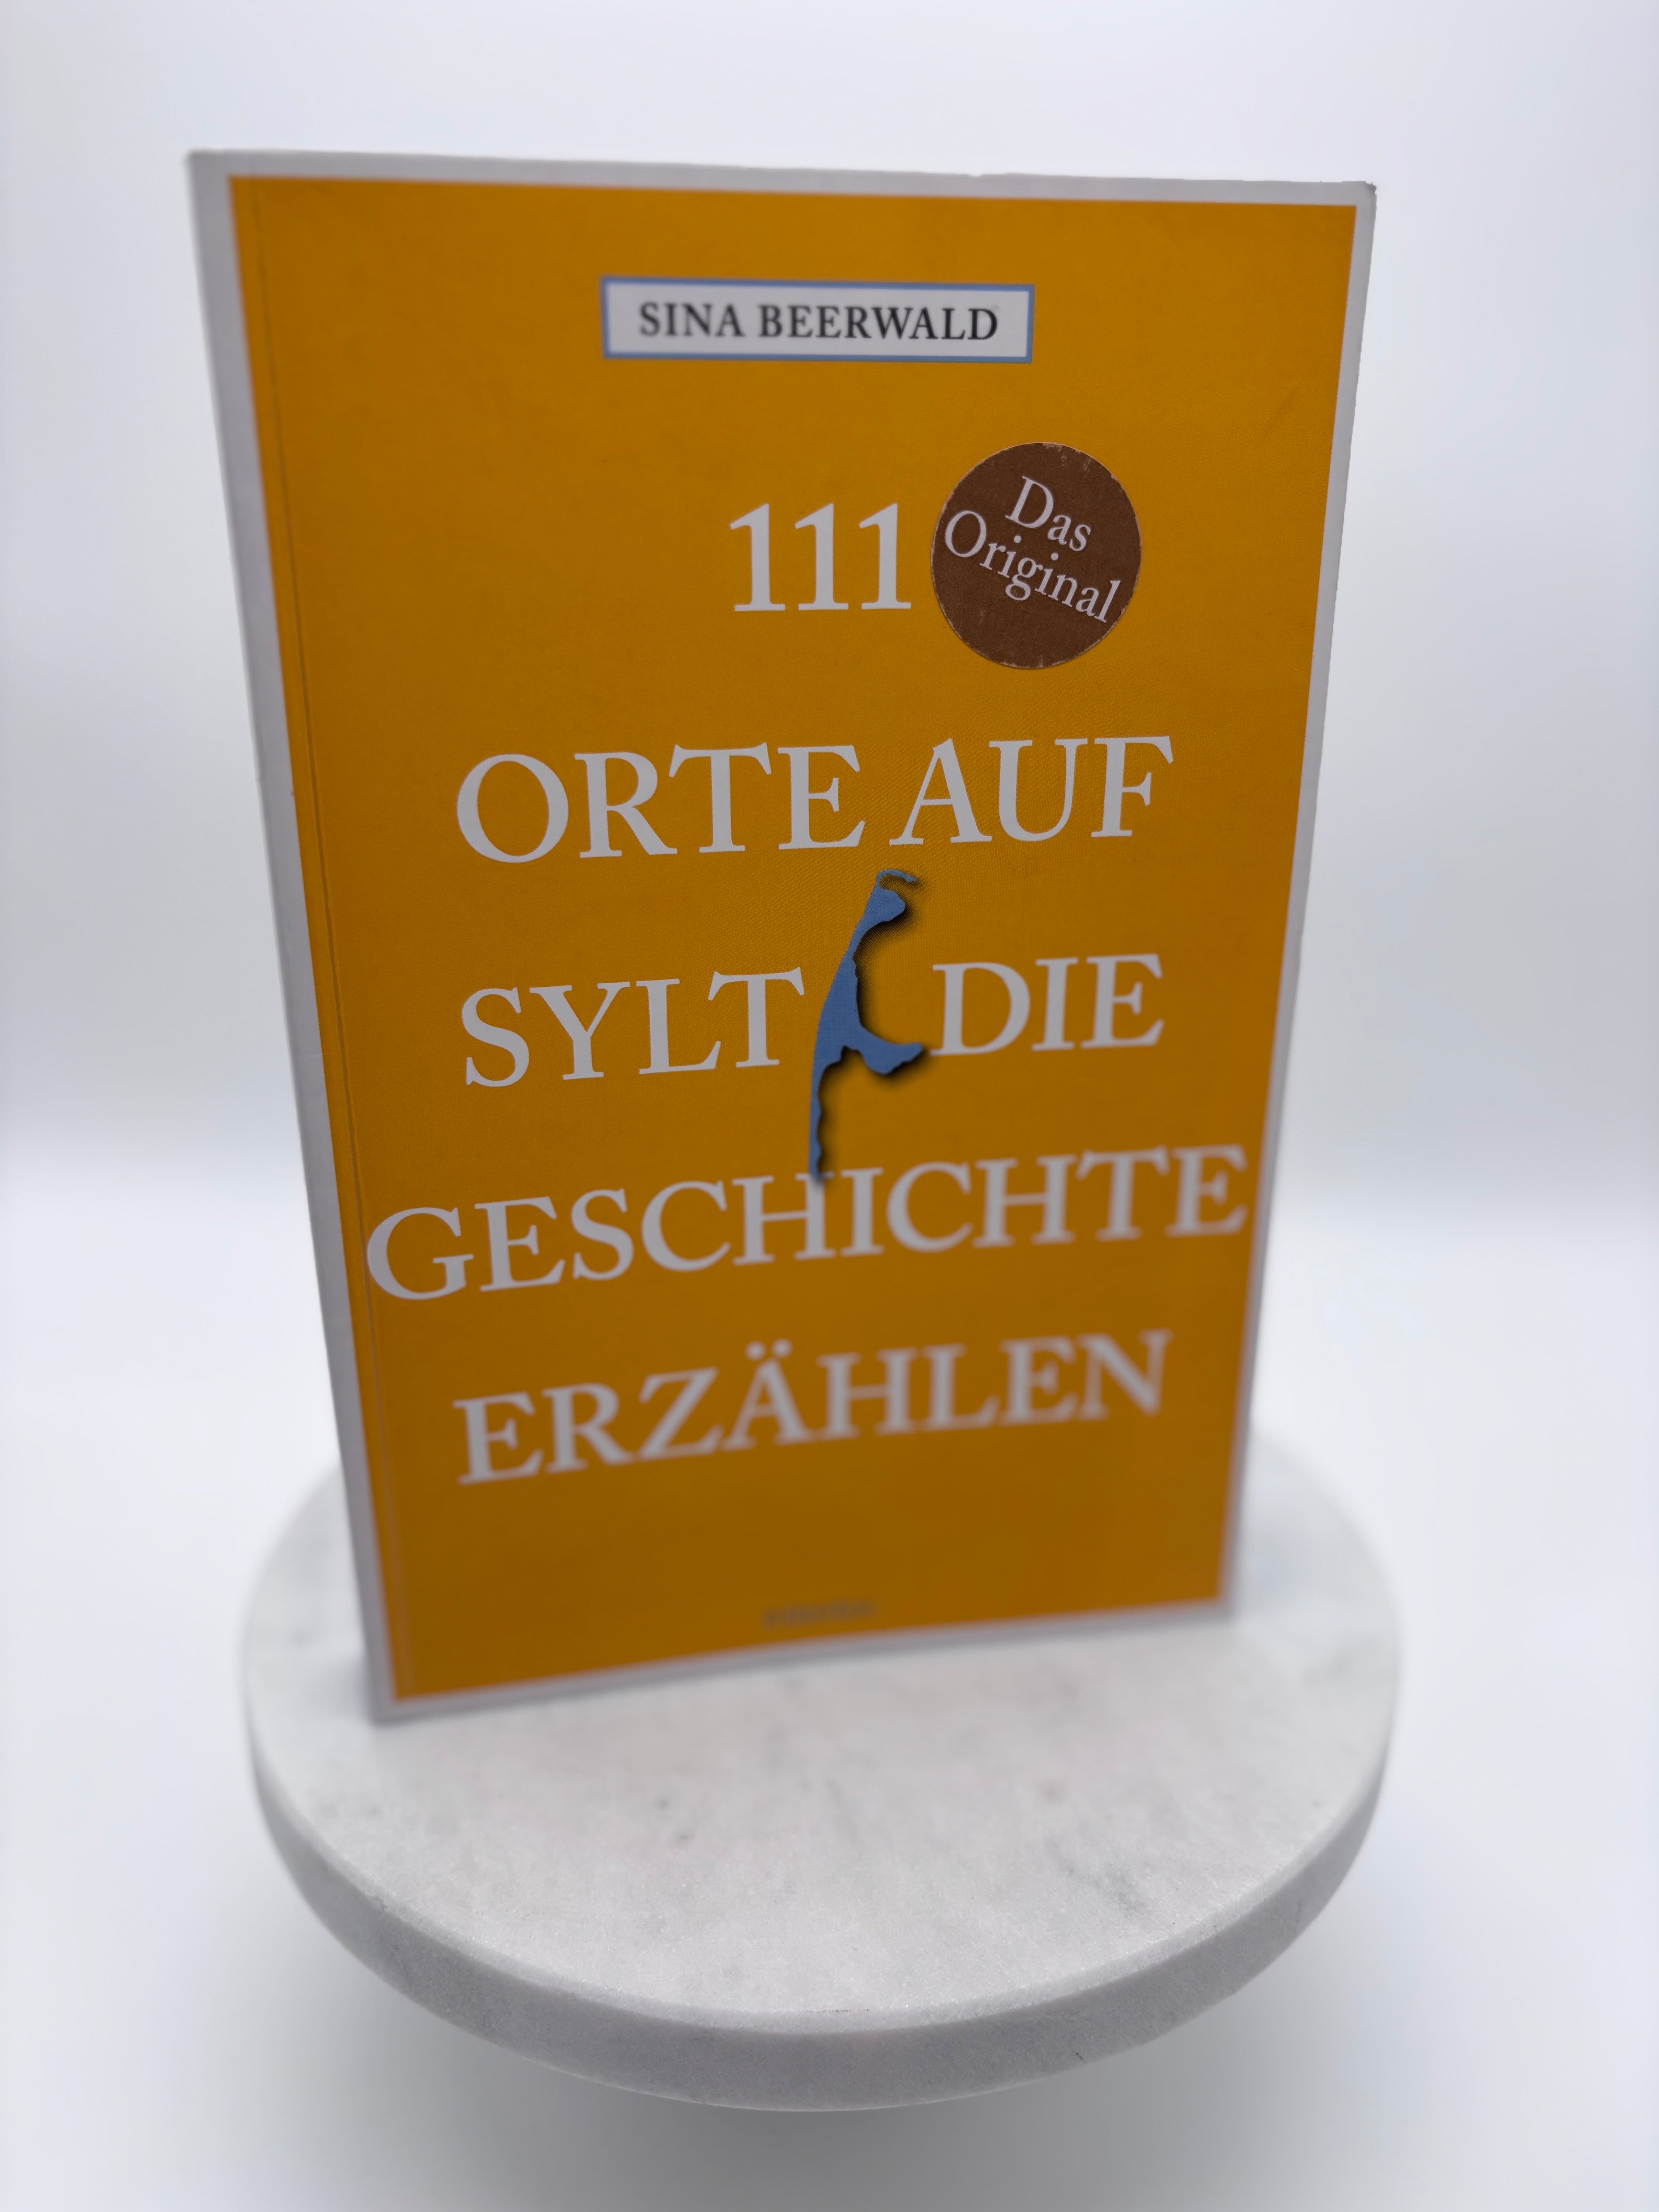 SINA BEERWALD
111
Das
Original
ORTE AUF
SYLT DIE
GESCHICHTE
ERZÄHLEN